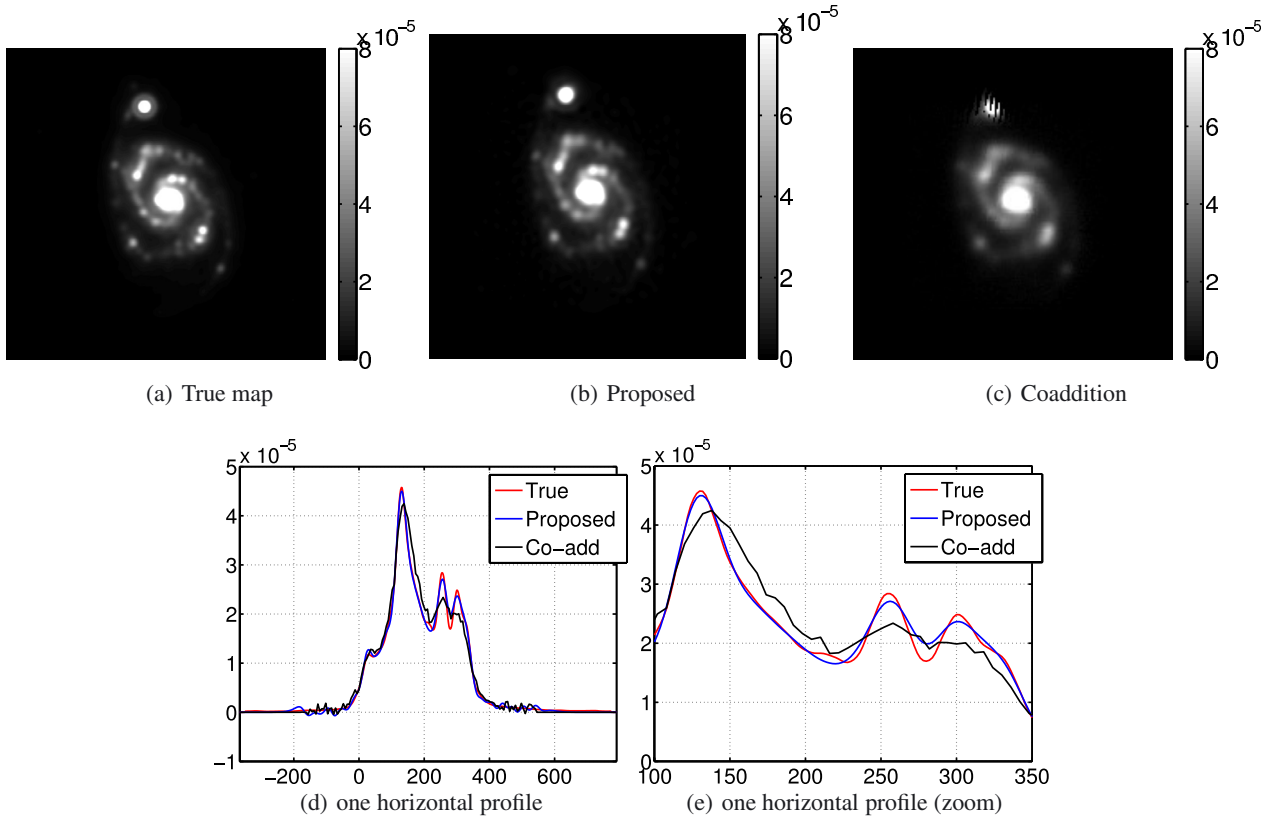 x 10⁻⁵
8
6
4
2
0
x 10⁻⁵
8
6
4
2
0
x 10⁻⁵
8
6
4
2
0
(a) True map
(b) Proposed
(c) Coaddition
x 10⁻⁵
5
4
3
2
1
0
−1
−200 0 200 400 600
True
Proposed
Co−add
(d) one horizontal profile
x 10⁻⁵
5
4
3
2
1
0
100 150 200 250 300 350
True
Proposed
Co−add
(e) one horizontal profile (zoom)